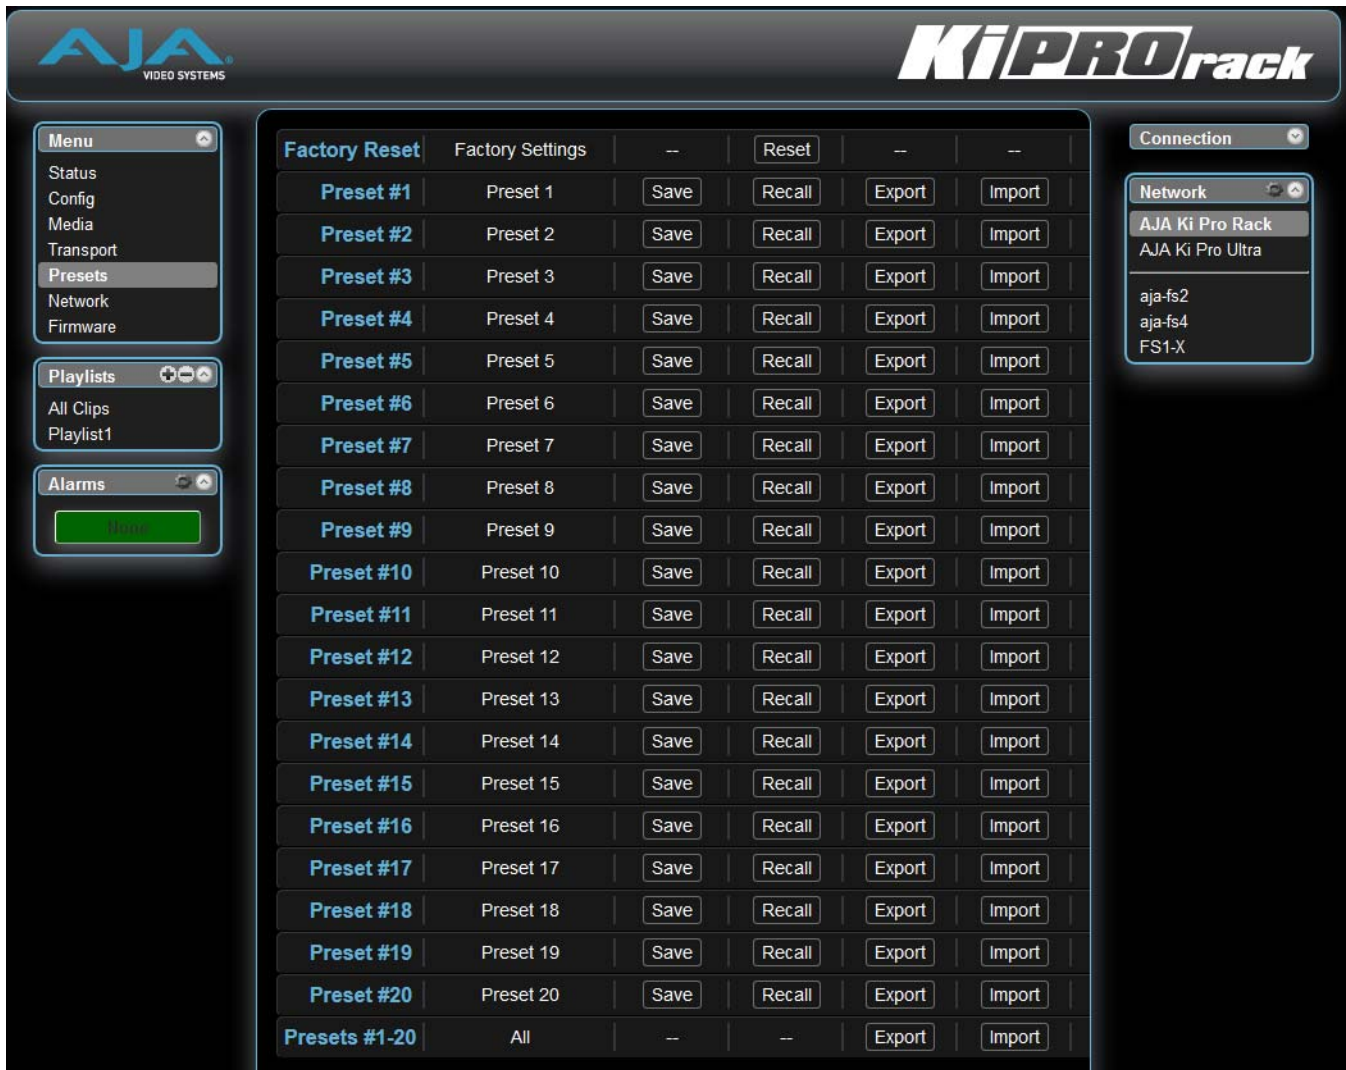 AJA
VIDEO SYSTEMS
KiPROrack
Menu
Status
Config
Media
Transport
Presets
Network
Firmware
Playlists
All Clips
Playlist1
Alarms
None
Factory Reset Factory Settings -- Reset -- --
Preset #1 Preset 1 Save Recall Export Import
Preset #2 Preset 2 Save Recall Export Import
Preset #3 Preset 3 Save Recall Export Import
Preset #4 Preset 4 Save Recall Export Import
Preset #5 Preset 5 Save Recall Export Import
Preset #6 Preset 6 Save Recall Export Import
Preset #7 Preset 7 Save Recall Export Import
Preset #8 Preset 8 Save Recall Export Import
Preset #9 Preset 9 Save Recall Export Import
Preset #10 Preset 10 Save Recall Export Import
Preset #11 Preset 11 Save Recall Export Import
Preset #12 Preset 12 Save Recall Export Import
Preset #13 Preset 13 Save Recall Export Import
Preset #14 Preset 14 Save Recall Export Import
Preset #15 Preset 15 Save Recall Export Import
Preset #16 Preset 16 Save Recall Export Import
Preset #17 Preset 17 Save Recall Export Import
Preset #18 Preset 18 Save Recall Export Import
Preset #19 Preset 19 Save Recall Export Import
Preset #20 Preset 20 Save Recall Export Import
Presets #1-20 All -- -- Export Import
Connection
Network
AJA Ki Pro Rack
AJA Ki Pro Ultra
aja-fs2
aja-fs4
FS1-X